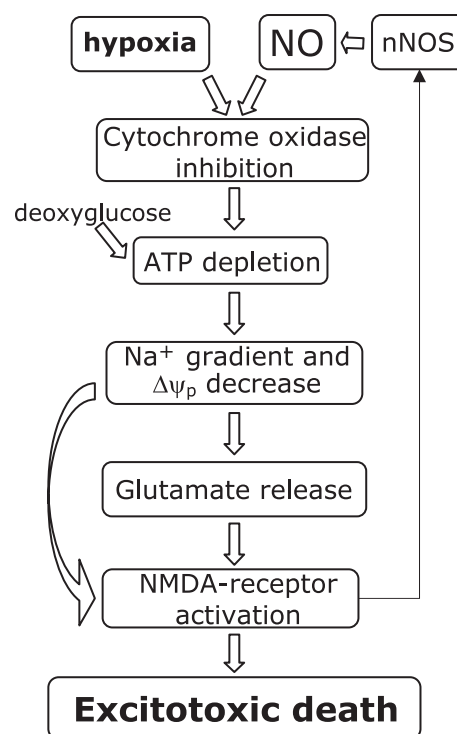 hypoxia
NO
nNOS
Cytochrome oxidase
inhibition
deoxyglucose
ATP depletion
Na⁺ gradient and
Δψₚ decrease
Glutamate release
NMDA-receptor
activation
Excitotoxic death